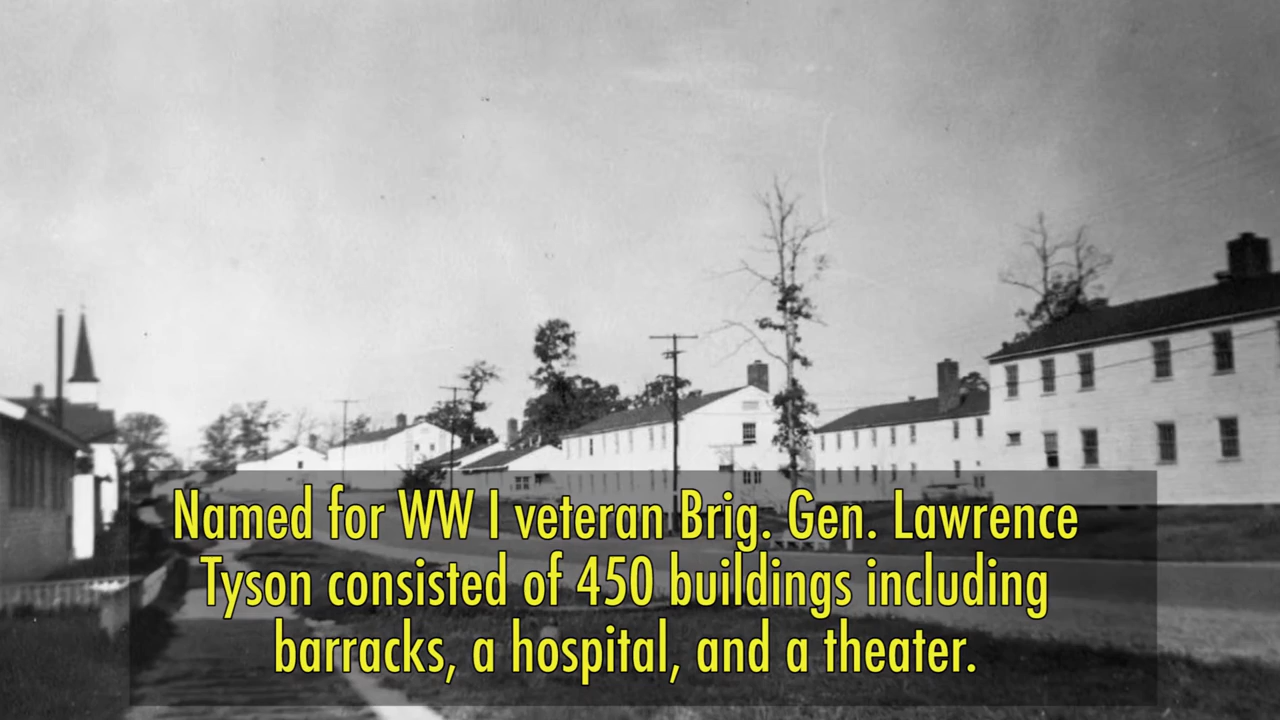 Named for WW I veteran Brig. Gen. Lawrence
Tyson consisted of 450 buildings including
barracks, a hospital, and a theater.